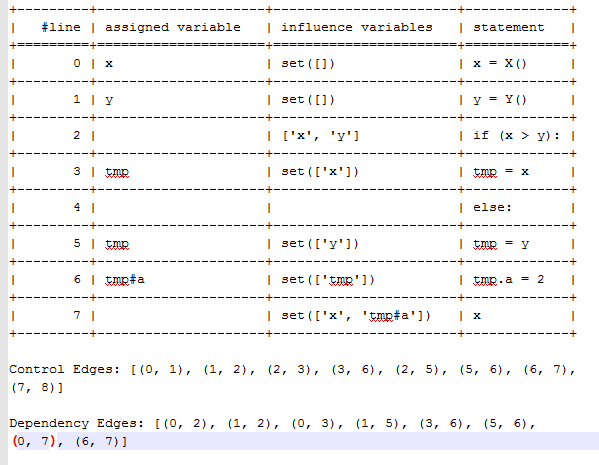 +--------+--------------------+---------------------+------------+
| #line | assigned variable | influence variables | statement |
+========+====================+=====================+============+
| 0 | x | set([]) | x = X() |
+--------+--------------------+---------------------+------------+
| 1 | y | set([]) | y = Y() |
+--------+--------------------+---------------------+------------+
| 2 | | ['x', 'y'] | if (x > y): |
+--------+--------------------+---------------------+------------+
| 3 | tmp | set(['x']) | tmp = x |
+--------+--------------------+---------------------+------------+
| 4 | | | else: |
+--------+--------------------+---------------------+------------+
| 5 | tmp | set(['y']) | tmp = y |
+--------+--------------------+---------------------+------------+
| 6 | tmp#a | set(['tmp']) | tmp.a = 2 |
+--------+--------------------+---------------------+------------+
| 7 | | set(['x', 'tmp#a']) | x |
+--------+--------------------+---------------------+------------+
Control Edges: [(0, 1), (1, 2), (2, 3), (3, 6), (2, 5), (5, 6), (6, 7),
(7, 8)]
Dependency Edges: [(0, 2), (1, 2), (0, 3), (1, 5), (3, 6), (5, 6),
(0, 7), (6, 7)]